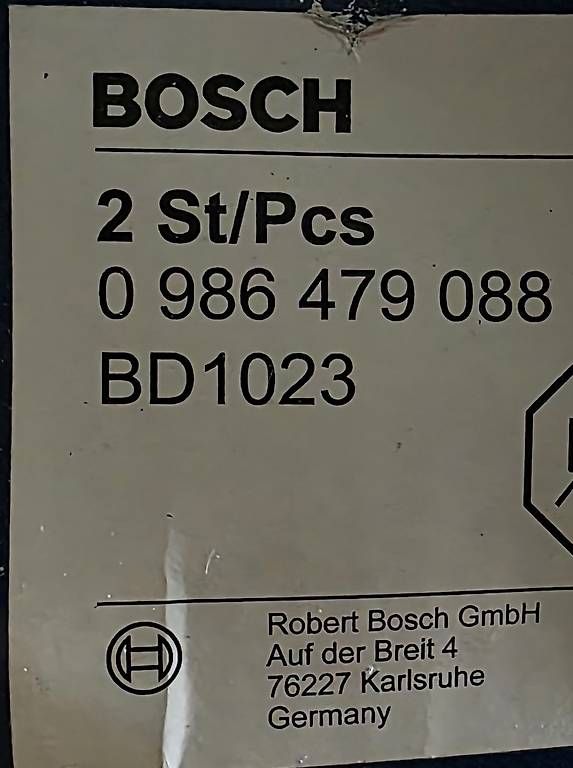 BOSCH
2 St/Pcs
0 986 479 088
BD1023
Robert Bosch GmbH
Auf der Breit 4
76227 Karlsruhe
Germany